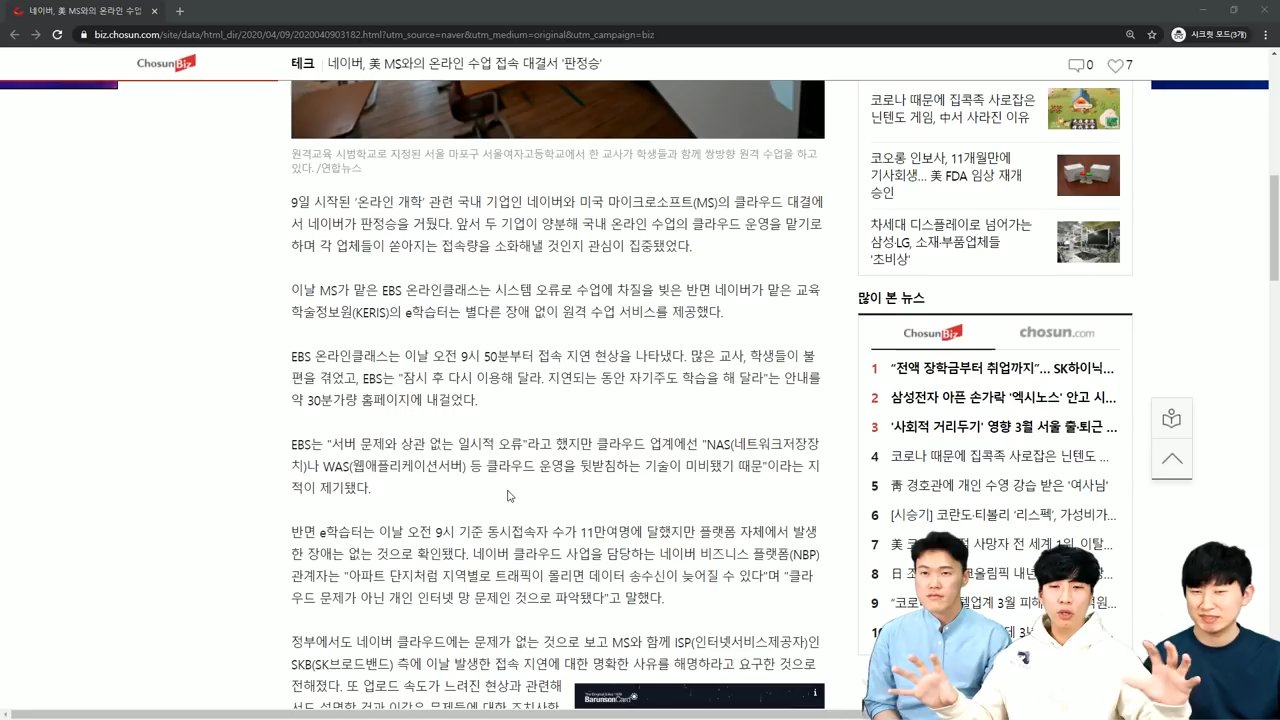 네이버, 美 MS와의 온라인 수업
biz.chosun.com/site/data/html_dir/2020/04/09/2020040903182.html?utm_source=naver&utm_medium=original&utm_campaign=biz
시크릿 모드(3개)
ChosunBiz
테크 네이버, 美 MS와의 온라인 수업 접속 대결서 '판정승'
0
7
원격교육 시범학교로 지정된 서울 마포구 서울여자고등학교에서 한 교사가 학생들과 함께 쌍방향 원격 수업을 하고
있다. /연합뉴스
9일 시작된 '온라인 개학' 관련 국내 기업인 네이버와 미국 마이크로소프트(MS)의 클라우드 대결에
서 네이버가 판정승을 거뒀다. 앞서 두 기업이 양분해 국내 온라인 수업의 클라우드 운영을 맡기로
하며 각 업체들이 쏟아지는 접속량을 소화해낼 것인지 관심이 집중됐었다.
이날 MS가 맡은 EBS 온라인클래스는 시스템 오류로 수업에 차질을 빚은 반면 네이버가 맡은 교육
학술정보원(KERIS)의 e학습터는 별다른 장애 없이 원격 수업 서비스를 제공했다.
EBS 온라인클래스는 이날 오전 9시 50분부터 접속 지연 현상을 나타냈다. 많은 교사, 학생들이 불
편을 겪었고, EBS는 "잠시 후 다시 이용해 달라. 지연되는 동안 자기주도 학습을 해 달라"는 안내를
약 30분가량 홈페이지에 내걸었다.
EBS는 "서버 문제와 상관 없는 일시적 오류"라고 했지만 클라우드 업계에선 "NAS(네트워크저장장
치)나 WAS(웹애플리케이션서버) 등 클라우드 운영을 뒷받침하는 기술이 미비됐기 때문"이라는 지
적이 제기됐다.
반면 e학습터는 이날 오전 9시 기준 동시접속자 수가 11만여명에 달했지만 플랫폼 자체에서 발생
한 장애는 없는 것으로 확인됐다. 네이버 클라우드 사업을 담당하는 네이버 비즈니스 플랫폼(NBP)
관계자는 "아파트 단지처럼 지역별로 트래픽이 몰리면 데이터 송수신이 늦어질 수 있다"며 "클라
우드 문제가 아닌 개인 인터넷 망 문제인 것으로 파악됐다"고 말했다.
정부에서도 네이버 클라우드에는 문제가 없는 것으로 보고 MS와 함께 ISP(인터넷서비스제공자)인
SKB(SK브로드밴드) 측에 이날 발생한 접속 지연에 대한 명확한 사유를 해명하라고 요구한 것으로
전해졌다. 또 업로드 속도가 느려진 현상과 관련해
BarunsonCard
코로나 때문에 집콕족 사로잡은
닌텐도 게임, 中서 사라진 이유
코오롱 인보사, 11개월만에
기사회생... 美 FDA 임상 재개
승인
차세대 디스플레이로 넘어가는
삼성·LG, 소재·부품업체들
'초비상'
많이 본 뉴스
ChosunBiz chosun.com
1 "전액 장학금부터 취업까지"... SK하이닉...
2 삼성전자 아픈 손가락 '엑시노스' 안고 시...
3 '사회적 거리두기' 영향 3월 서울 출·퇴근 ...
4 코로나 때문에 집콕족 사로잡은 닌텐도 ...
5 靑 경호관에 개인 수영 강습 받은 '여사님'
6 [시승기] 코란도·티볼리 '리스펙', 가성비가...
7 美 사망자 전 세계 1위, 이탈...
8 日
9 "코로 3월 피해